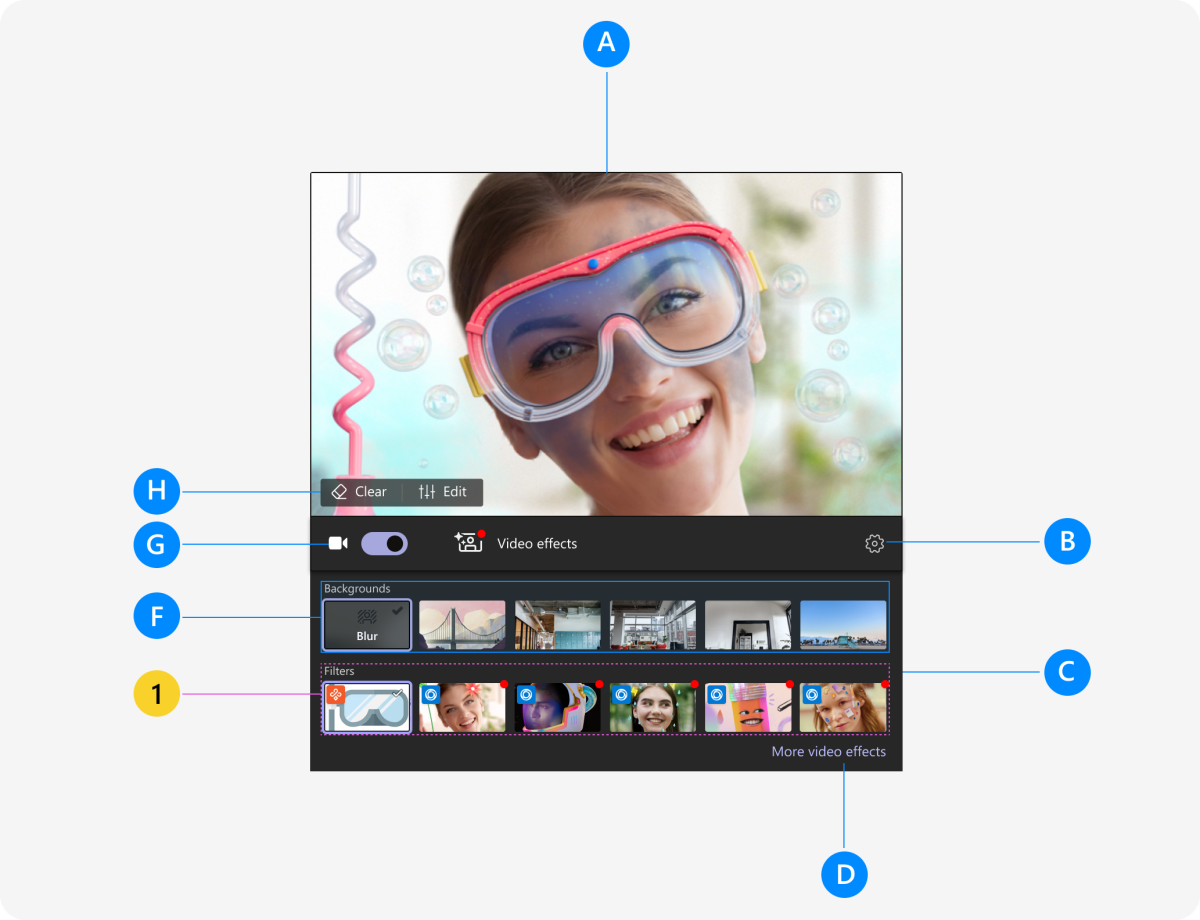 A
H
Clear
Edit
G
Video effects
B
Backgrounds
F
Blur
Filters
C
1
More video effects
D